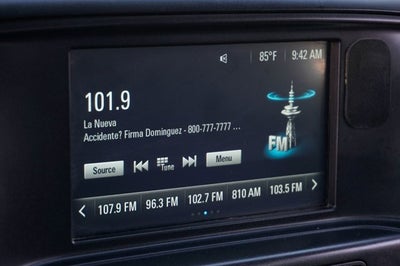 85°F 9:42 AM
101.9
La Nueva
Accidente? Firma Dominguez - 800-777-7777 ...
FM
Source Tune Menu
107.9 FM 96.3 FM 102.7 FM 810 AM 103.5 FM